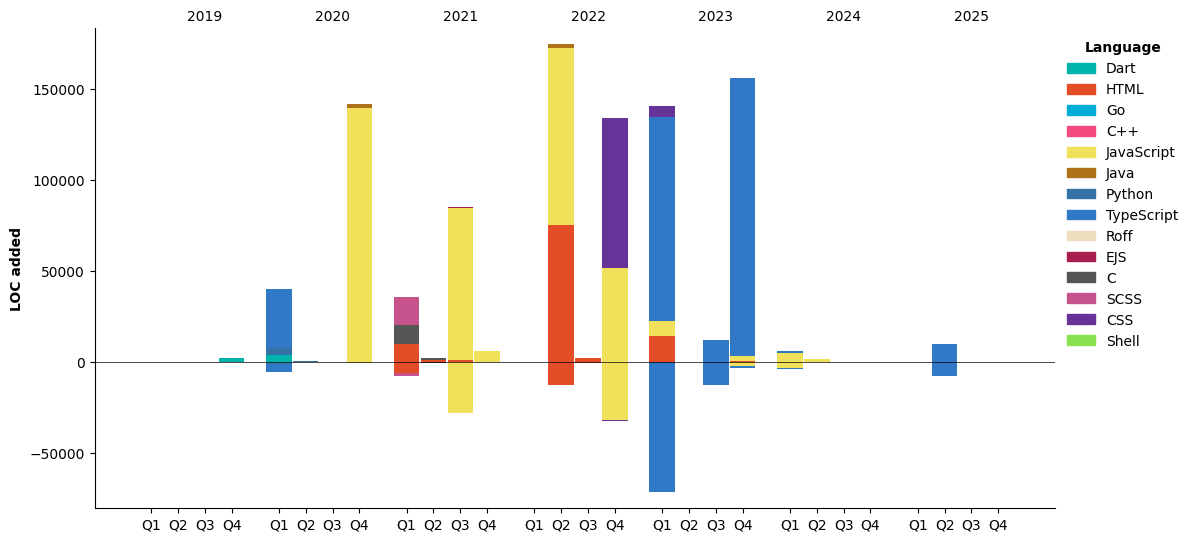 2019 2020 2021 2022 2023 2024 2025
Language
Dart
HTML
Go
C++
JavaScript
Java
Python
TypeScript
Roff
EJS
C
SCSS
CSS
Shell
LOC added
150000
100000
50000
0
−50000
Q1 Q2 Q3 Q4 Q1 Q2 Q3 Q4 Q1 Q2 Q3 Q4 Q1 Q2 Q3 Q4 Q1 Q2 Q3 Q4 Q1 Q2 Q3 Q4 Q1 Q2 Q3 Q4